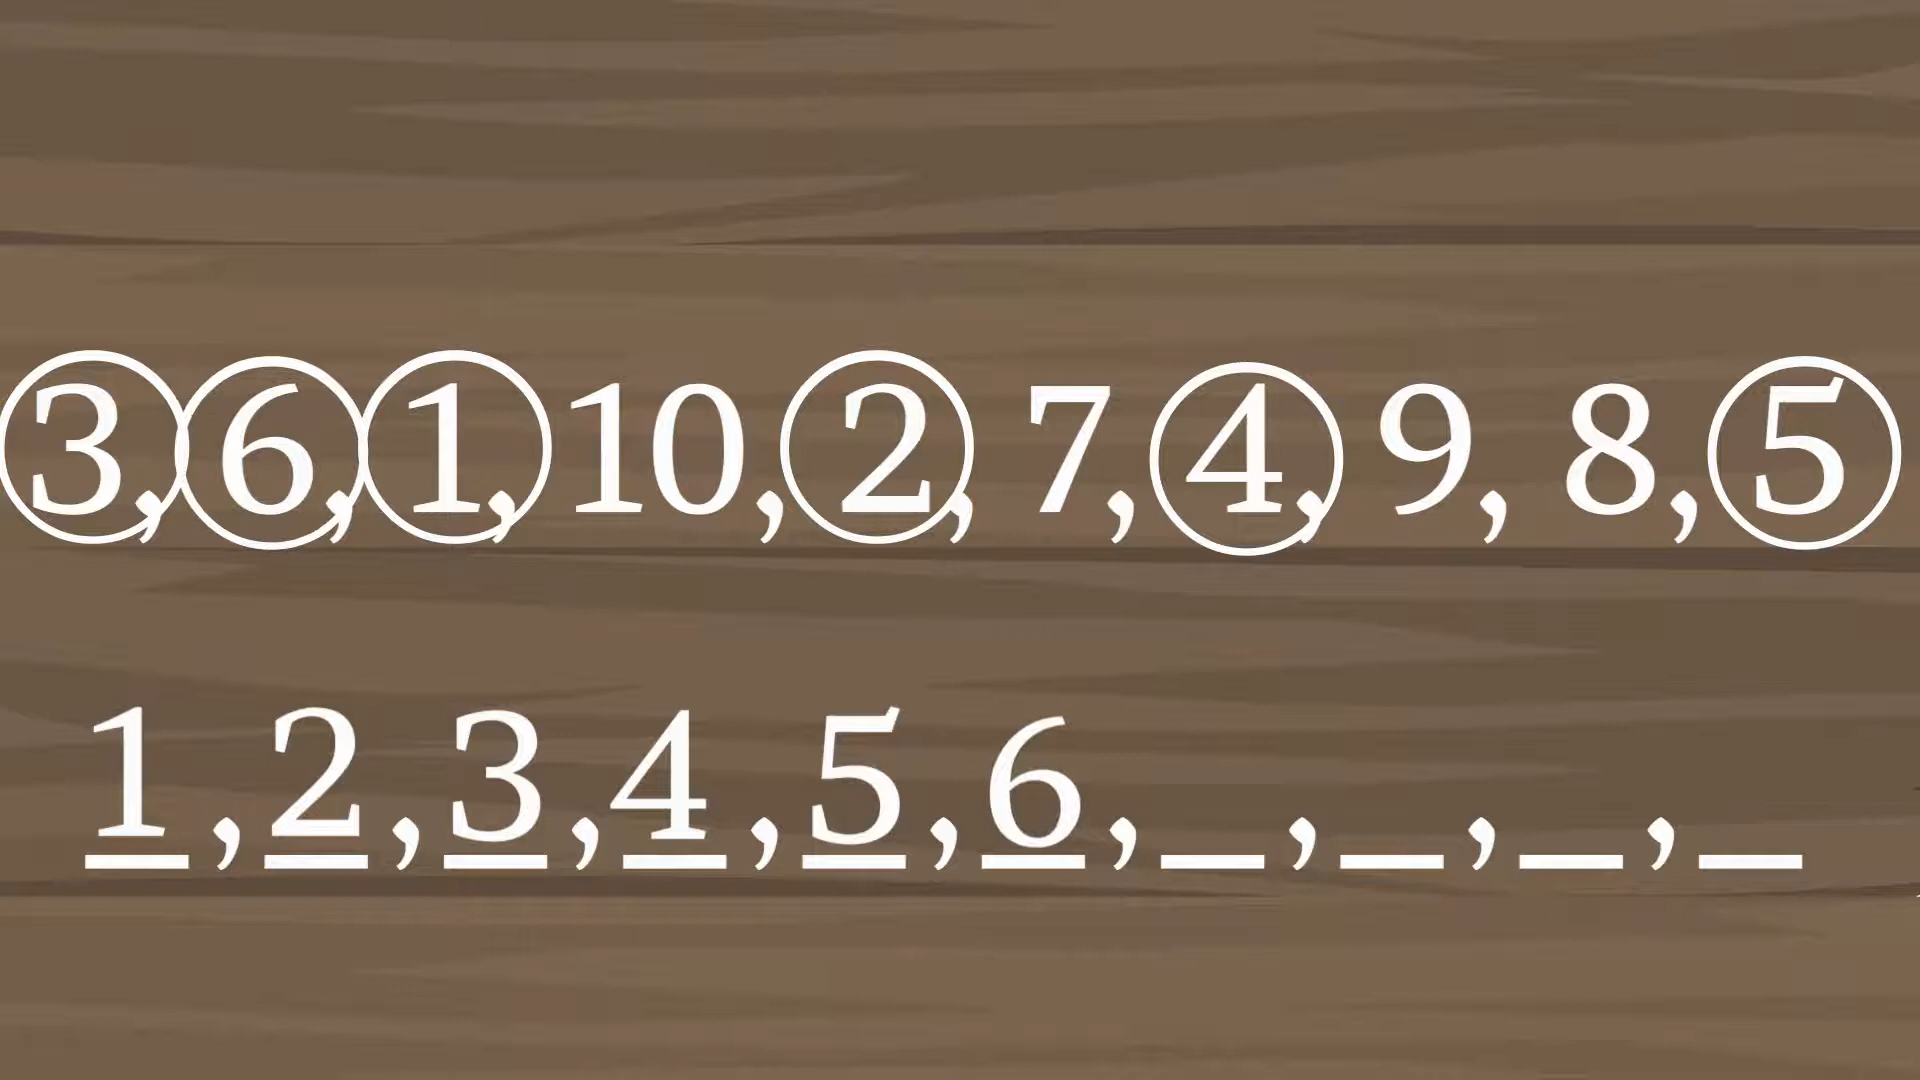 3, 6, 1, 10, 2, 7, 4, 9, 8, 5
1, 2, 3, 4, 5, 6, _, _, _, _